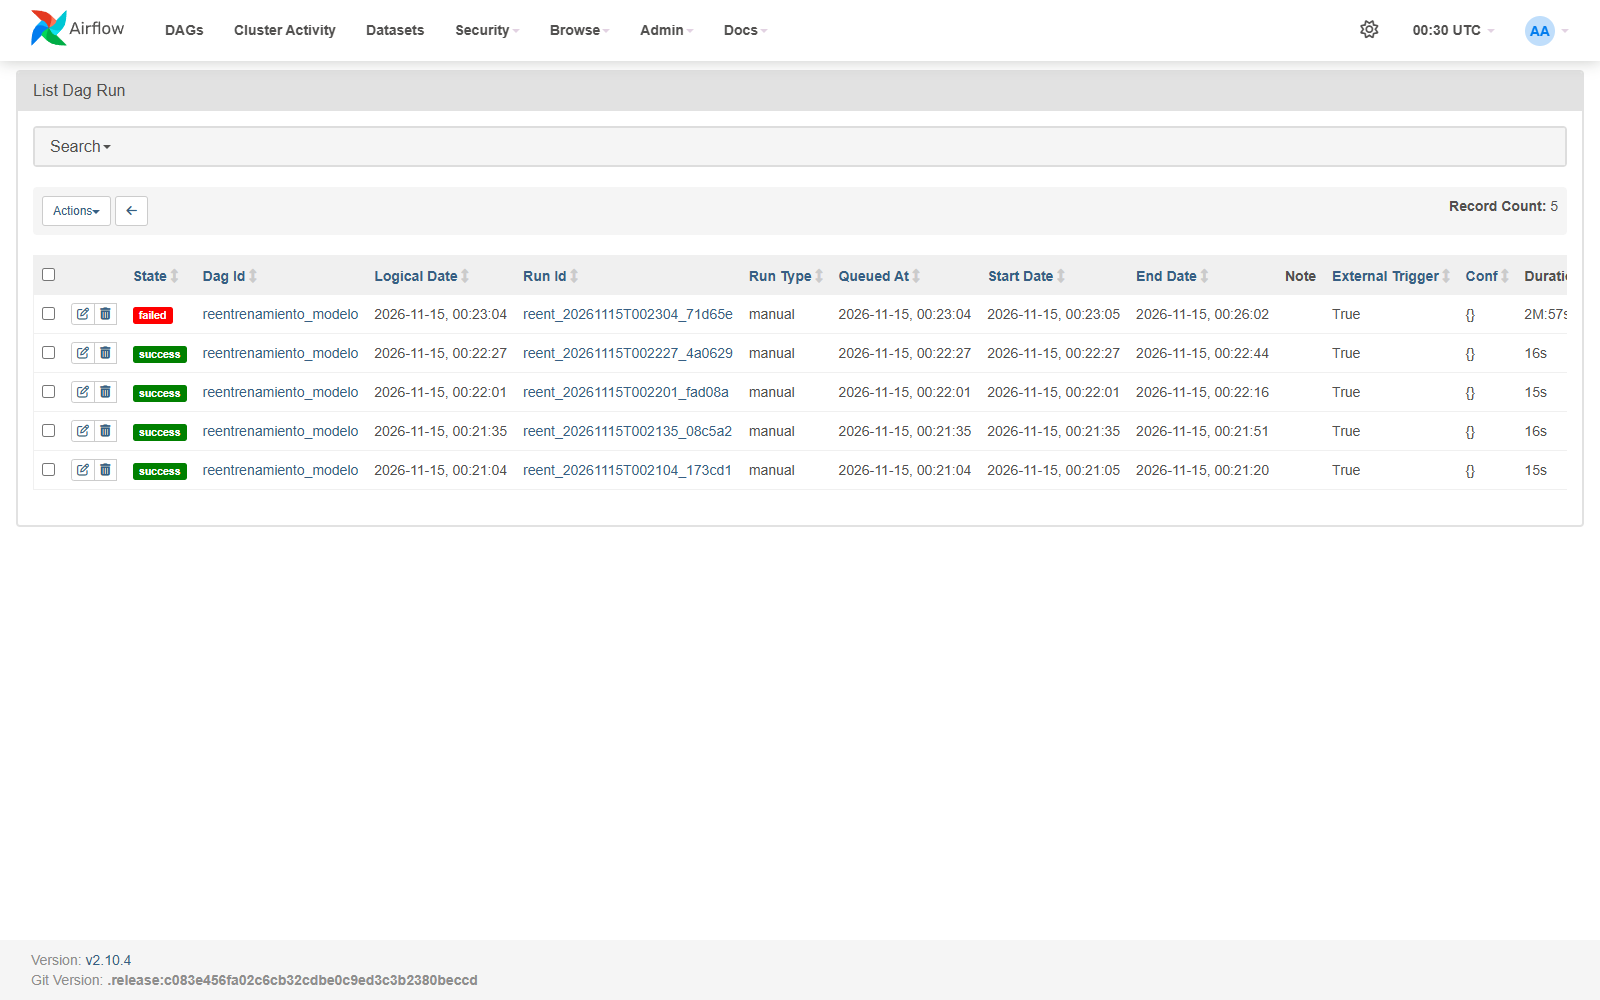 Airflow DAGs Cluster Activity Datasets Security Browse Admin Docs 00:30 UTC AA
List Dag Run
Search
Actions Record Count: 5
State Dag Id Logical Date Run Id Run Type Queued At Start Date End Date Note External Trigger Conf
failed reentrenamiento_modelo 2026-11-15, 00:23:04 reent_20261115T002304_71d65e manual 2026-11-15, 00:23:04 2026-11-15, 00:23:05 2026-11-15, 00:26:02 True {} 2M:57s
success reentrenamiento_modelo 2026-11-15, 00:22:27 reent_20261115T002227_4a0629 manual 2026-11-15, 00:22:27 2026-11-15, 00:22:27 2026-11-15, 00:22:44 True {} 16s
success reentrenamiento_modelo 2026-11-15, 00:22:01 reent_20261115T002201_fad08a manual 2026-11-15, 00:22:01 2026-11-15, 00:22:01 2026-11-15, 00:22:16 True {} 15s
success reentrenamiento_modelo 2026-11-15, 00:21:35 reent_20261115T002135_08c5a2 manual 2026-11-15, 00:21:35 2026-11-15, 00:21:35 2026-11-15, 00:21:51 True {} 16s
success reentrenamiento_modelo 2026-11-15, 00:21:04 reent_20261115T002104_173cd1 manual 2026-11-15, 00:21:04 2026-11-15, 00:21:05 2026-11-15, 00:21:20 True {} 15s
Version: v2.10.4
Git Version: .release:c083e456fa02c6cb32cdbe0c9ed3c3b2380beccd